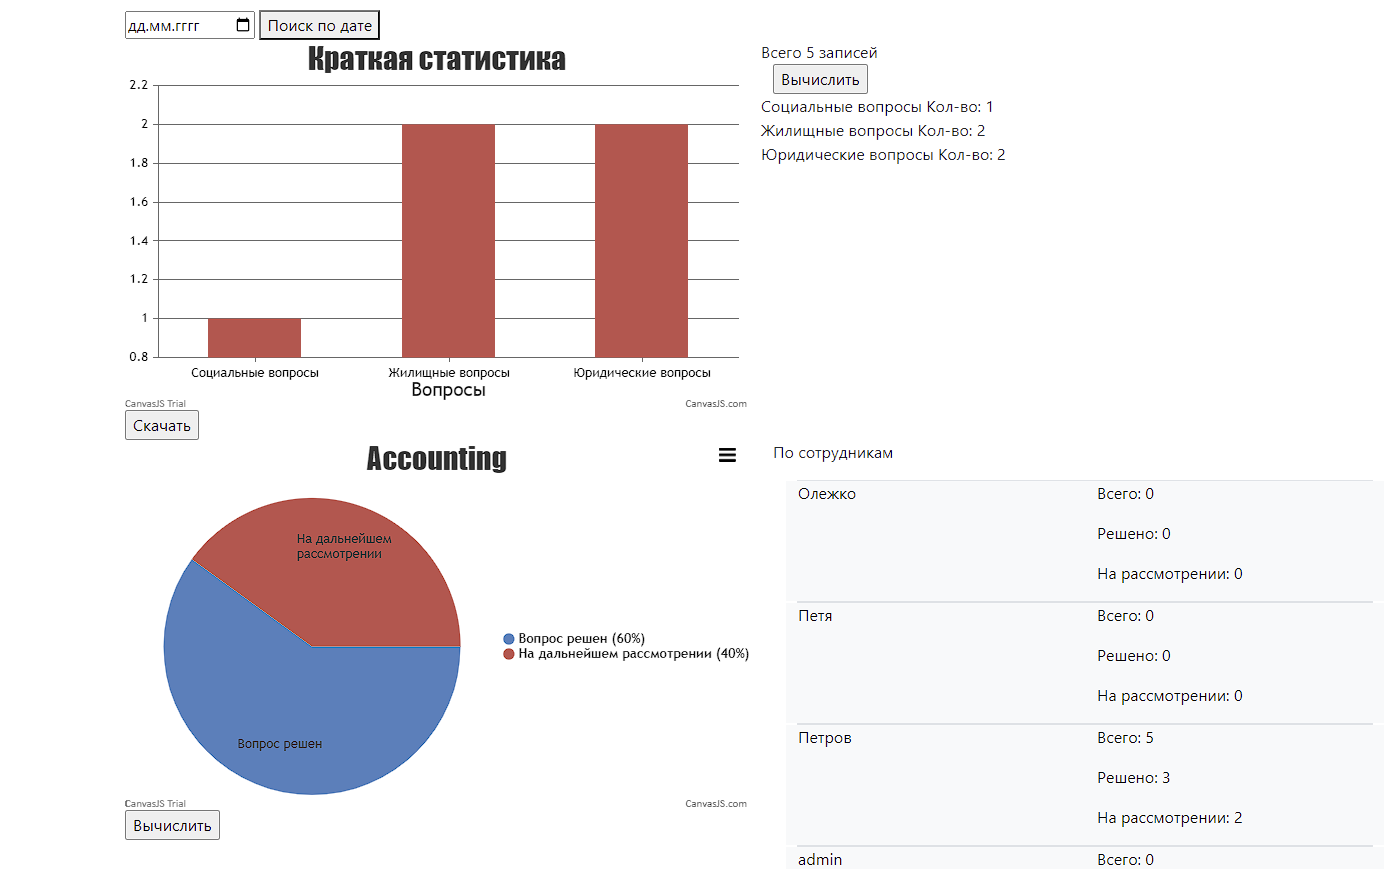 дд.мм.гггг Поиск по дате
Краткая статистика
2.2
2
1.8
1.6
1.4
1.2
1
0.8
Социальные вопросы Жилищные вопросы Юридические вопросы
Вопросы
CanvasJS Trial CanvasJS.com
Скачать
Всего 5 записей
Вычислить
Социальные вопросы Кол-во: 1
Жилищные вопросы Кол-во: 2
Юридические вопросы Кол-во: 2
Accounting
На дальнейшем
рассмотрении
Вопрос решен
Вопрос решен (60%)
На дальнейшем рассмотрении (40%)
CanvasJS Trial CanvasJS.com
Вычислить
По сотрудникам
Олежко Всего: 0
Решено: 0
На рассмотрении: 0
Петя Всего: 0
Решено: 0
На рассмотрении: 0
Петров Всего: 5
Решено: 3
На рассмотрении: 2
admin Всего: 0